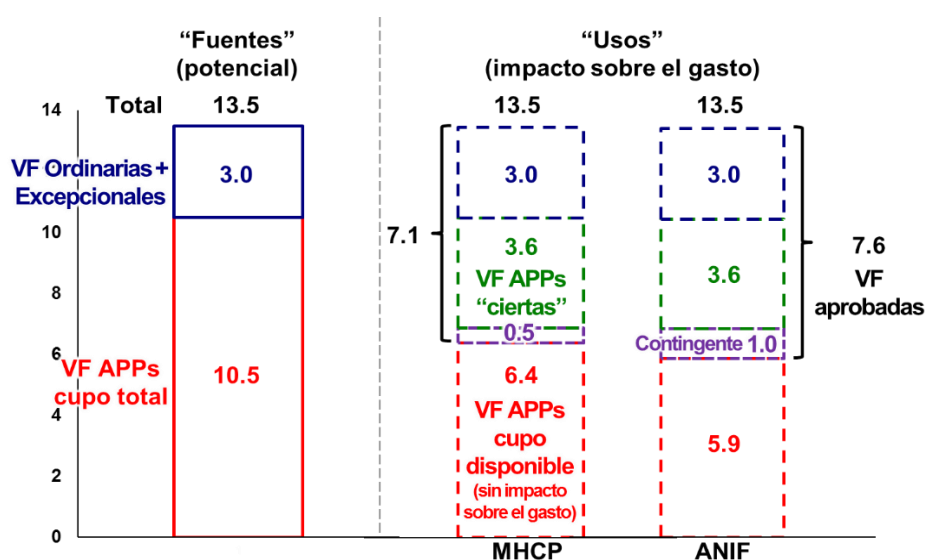 “Fuentes”
(potencial)
“Usos”
(impacto sobre el gasto)
Total
13.5
13.5
13.5
14
10
8
6
4
2
0
VF Ordinarias +
Excepcionales
3.0
VF APPs
cupo total
10.5
7.1
3.0
3.6
VF APPs
“ciertas”
0.5
6.4
VF APPs
cupo
disponible
(sin impacto
sobre el gasto)
MHCP
3.0
3.6
Contingente 1.0
5.9
ANIF
7.6
VF
aprobadas